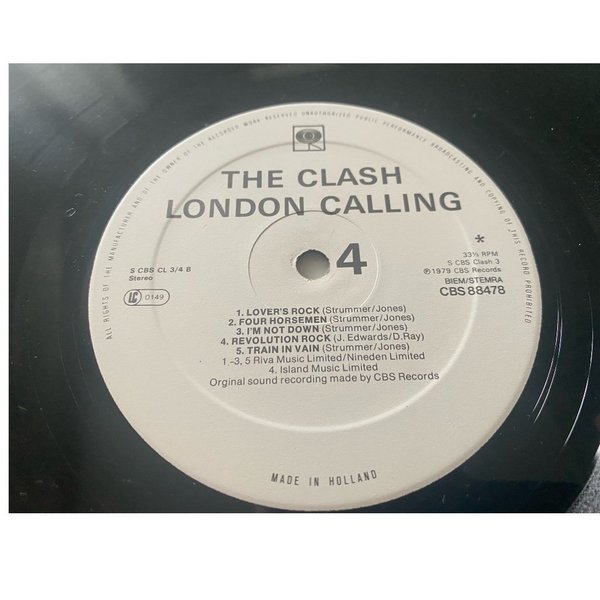 ALL RIGHTS OF THE MANUFACTURER AND OF THE OWNER OF THE RECORDED WORK RESERVED UNAUTHORIZED PUBLIC PERFORMANCE BROADCASTING AND COPYING OF THIS RECORD PROHIBITED
THE CLASH
LONDON CALLING
S CBS CL 3/4 B
Stereo
LC 0149
4
*
33⅓ RPM
S CBS Clash 3
℗1979 CBS Records
BIEM/STEMRA
CBS 88478
1. LOVER'S ROCK (Strummer/Jones)
2. FOUR HORSEMEN (Strummer/Jones)
3. I'M NOT DOWN (Strummer/Jones)
4. REVOLUTION ROCK (J. Edwards/D.Ray)
5. TRAIN IN VAIN (Strummer/Jones)
1 -3, 5 Riva Music Limited/Nineden Limited
4. Island Music Limited
Orginal sound recording made by CBS Records
MADE IN HOLLAND